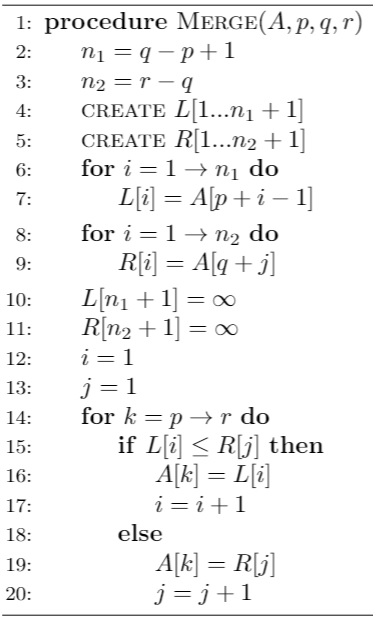 1: procedure MERGE(A, p, q, r)
2: n₁ = q − p + 1
3: n₂ = r − q
4: CREATE L[1...n₁ + 1]
5: CREATE R[1...n₂ + 1]
6: for i = 1 → n₁ do
7: L[i] = A[p + i − 1]
8: for i = 1 → n₂ do
9: R[i] = A[q + j]
10: L[n₁ + 1] = ∞
11: R[n₂ + 1] = ∞
12: i = 1
13: j = 1
14: for k = p → r do
15: if L[i] ≤ R[j] then
16: A[k] = L[i]
17: i = i + 1
18: else
19: A[k] = R[j]
20: j = j + 1